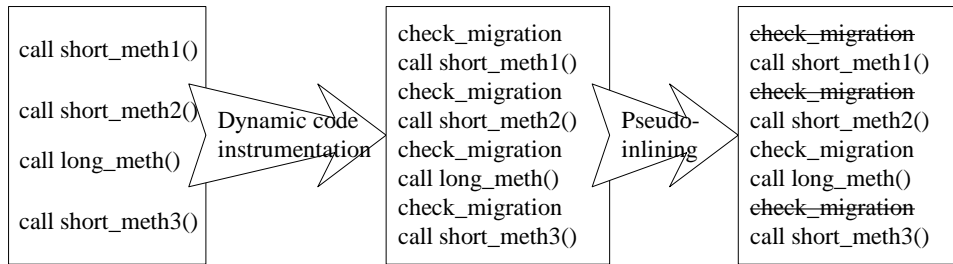 call short_meth1()
call short_meth2()
call long_meth()
call short_meth3()
Dynamic code
instrumentation
check_migration
call short_meth1()
check_migration
call short_meth2()
check_migration
call long_meth()
check_migration
call short_meth3()
Pseudo-
inlining
check_migration
call short_meth1()
check_migration
call short_meth2()
check_migration
call long_meth()
check_migration
call short_meth3()